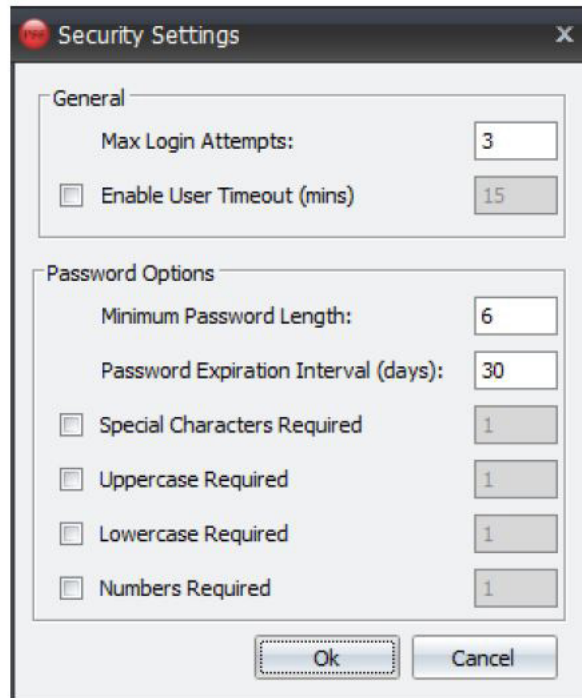 Security Settings
General
Max Login Attempts: 3
Enable User Timeout (mins) 15
Password Options
Minimum Password Length: 6
Password Expiration Interval (days): 30
Special Characters Required 1
Uppercase Required 1
Lowercase Required 1
Numbers Required 1
Ok Cancel